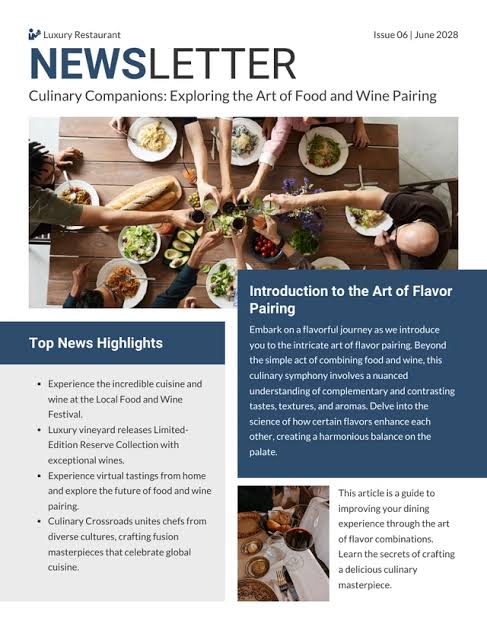 Luxury Restaurant
Issue 06 | June 2028
NEWSLETTER
Culinary Companions: Exploring the Art of Food and Wine Pairing
Introduction to the Art of Flavor
Pairing
Embark on a flavorful journey as we introduce
you to the intricate art of flavor pairing. Beyond
the simple act of combining food and wine, this
culinary symphony involves a nuanced
understanding of complementary and contrasting
tastes, textures, and aromas. Delve into the
science of how certain flavors enhance each
other, creating a harmonious balance on the
palate.
Top News Highlights
• Experience the incredible cuisine and
wine at the Local Food and Wine
Festival.
• Luxury vineyard releases Limited-
Edition Reserve Collection with
exceptional wines.
• Experience virtual tastings from home
and explore the future of food and wine
pairing.
• Culinary Crossroads unites chefs from
diverse cultures, crafting fusion
masterpieces that celebrate global
cuisine.
This article is a guide to
improving your dining
experience through the art
of flavor combinations.
Learn the secrets of crafting
a delicious culinary
masterpiece.